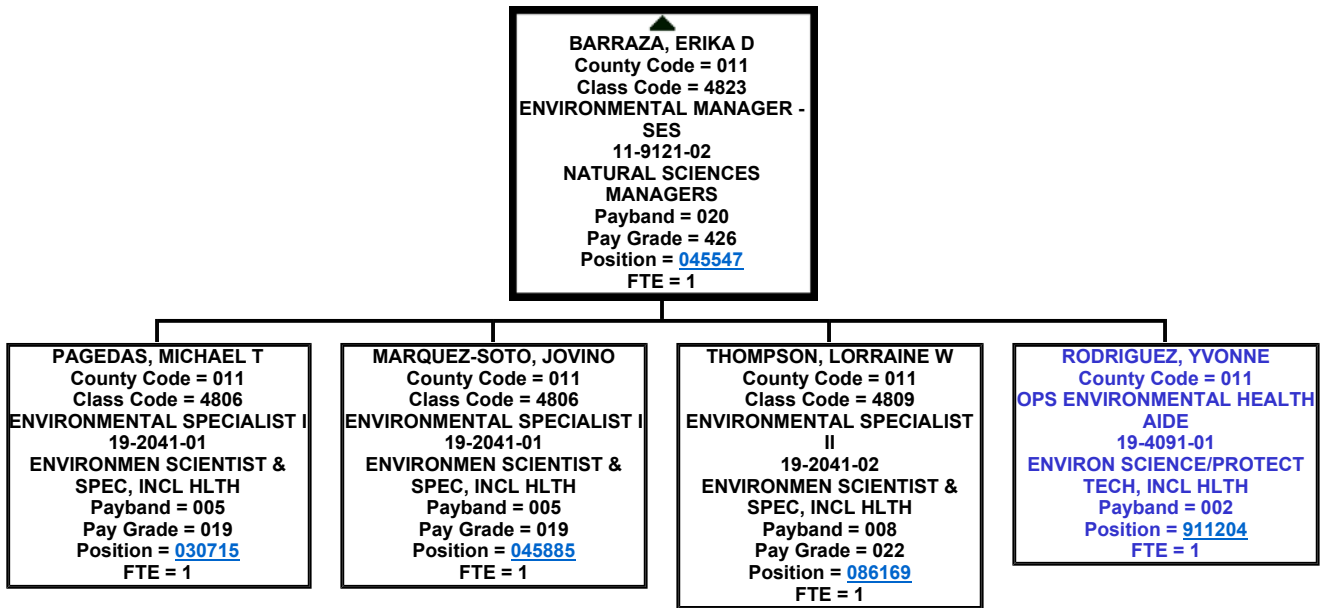 BARRAZA, ERIKA D
County Code = 011
Class Code = 4823
ENVIRONMENTAL MANAGER -
SES
11-9121-02
NATURAL SCIENCES
MANAGERS
Payband = 020
Pay Grade = 426
Position = 045547
FTE = 1
PAGEDAS, MICHAEL T
County Code = 011
Class Code = 4806
ENVIRONMENTAL SPECIALIST I
19-2041-01
ENVIRONMEN SCIENTIST &
SPEC, INCL HLTH
Payband = 005
Pay Grade = 019
Position = 030715
FTE = 1
MARQUEZ-SOTO, JOVINO
County Code = 011
Class Code = 4806
ENVIRONMENTAL SPECIALIST I
19-2041-01
ENVIRONMEN SCIENTIST &
SPEC, INCL HLTH
Payband = 005
Pay Grade = 019
Position = 045885
FTE = 1
THOMPSON, LORRAINE W
County Code = 011
Class Code = 4809
ENVIRONMENTAL SPECIALIST
II
19-2041-02
ENVIRONMEN SCIENTIST &
SPEC, INCL HLTH
Payband = 008
Pay Grade = 022
Position = 086169
FTE = 1
RODRIGUEZ, YVONNE
County Code = 011
OPS ENVIRONMENTAL HEALTH
AIDE
19-4091-01
ENVIRON SCIENCE/PROTECT
TECH, INCL HLTH
Payband = 002
Position = 911204
FTE = 1